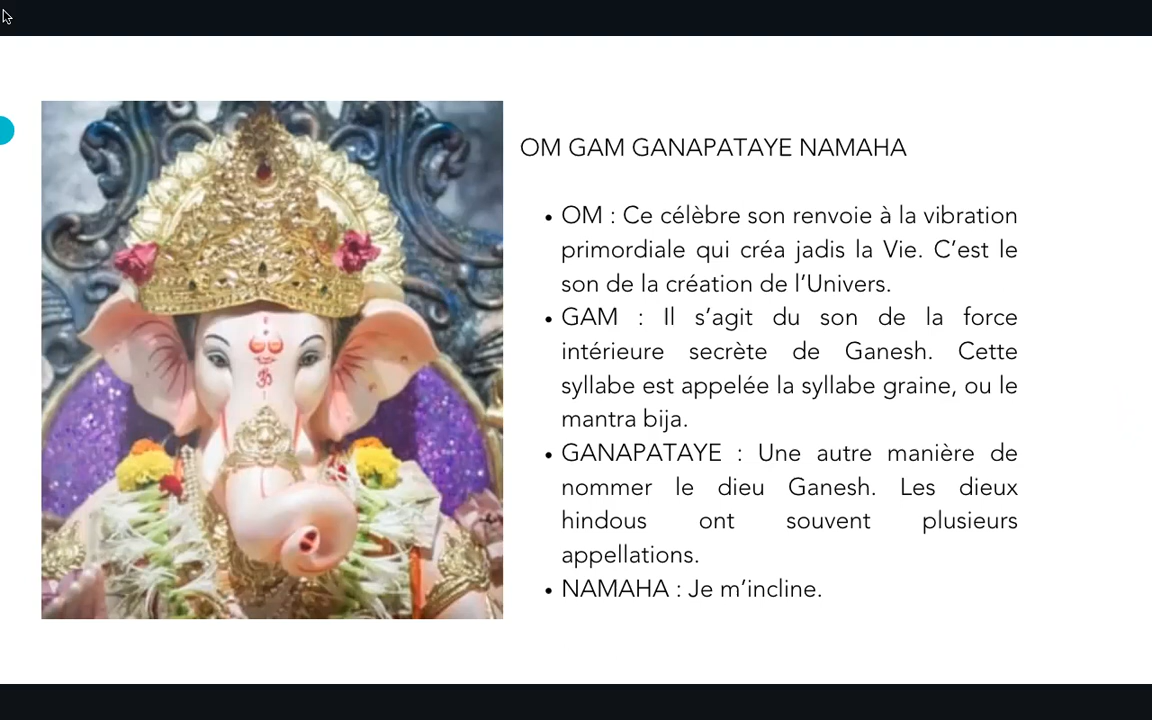 OM GAM GANAPATAYE NAMAHA
• OM : Ce célèbre son renvoie à la vibration
primordiale qui créa jadis la Vie. C’est le
son de la création de l’Univers.
• GAM : Il s’agit du son de la force
intérieure secrète de Ganesh. Cette
syllabe est appelée la syllabe graine, ou le
mantra bija.
• GANAPATAYE : Une autre manière de
nommer le dieu Ganesh. Les dieux
hindous ont souvent plusieurs
appellations.
• NAMAHA : Je m’incline.
ॐ